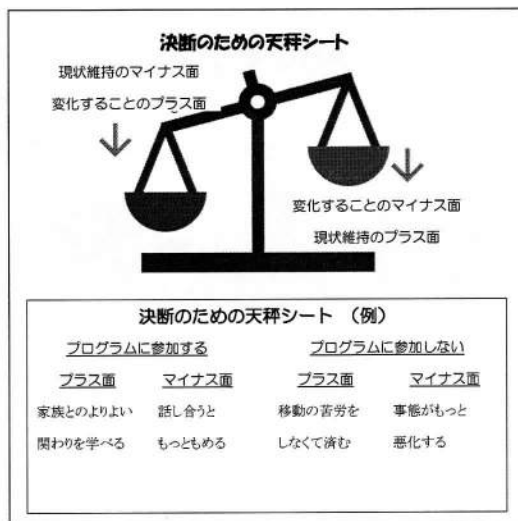 決断のための天秤シート
現状維持のマイナス面
変化することのプラス面
変化することのマイナス面
現状維持のプラス面
決断のための天秤シート (例)
プログラムに参加する
プログラムに参加しない
プラス面 マイナス面 プラス面 マイナス面
家族とのよりよい 話し合うと 移動の苦労を 事態がもっと
関わりを学べる もっともめる しなくて済む 悪化する